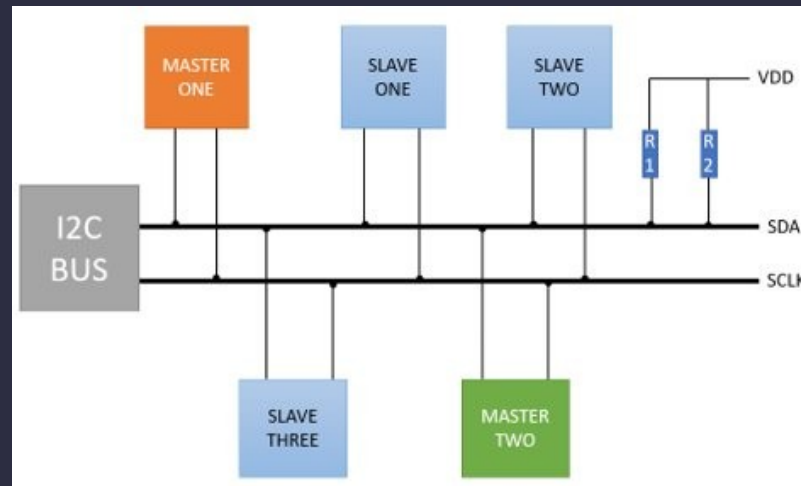 MASTER
ONE
SLAVE
ONE
SLAVE
TWO
VDD
R
1
R
2
I2C
BUS
SDA
SCLK
SLAVE
THREE
MASTER
TWO